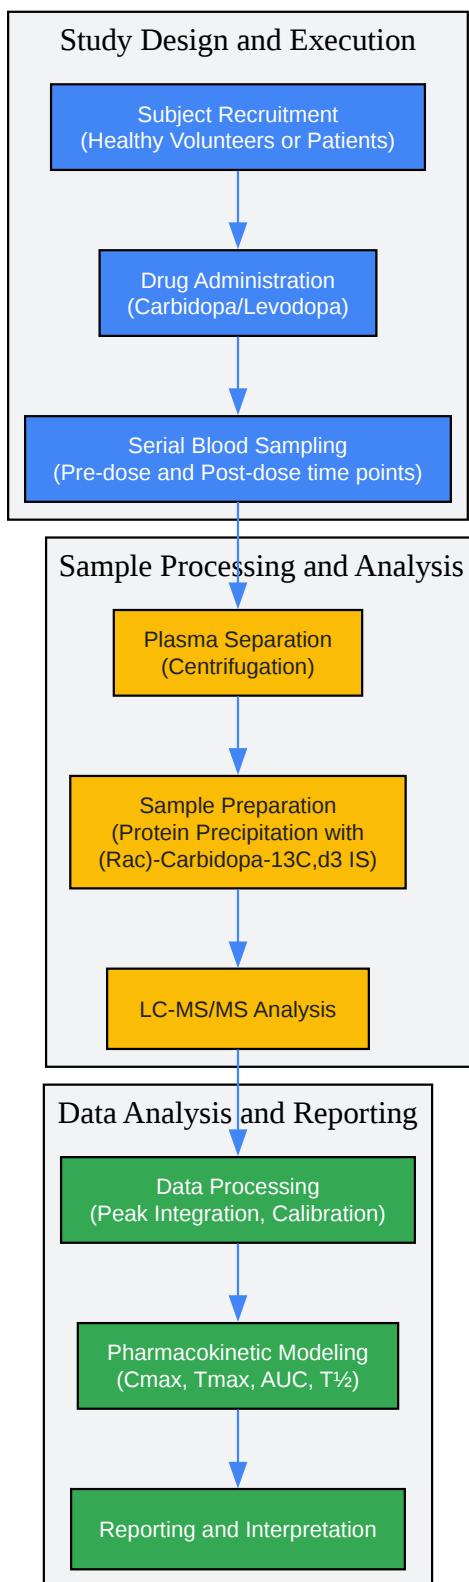 Study Design and Execution
Subject Recruitment
(Healthy Volunteers or Patients)
Drug Administration
(Carbidopa/Levodopa)
Serial Blood Sampling
(Pre-dose and Post-dose time points)
Sample Processing and Analysis
Plasma Separation
(Centrifugation)
Sample Preparation
(Protein Precipitation with
(Rac)-Carbidopa-13C,d3 IS)
LC-MS/MS Analysis
Data Analysis and Reporting
Data Processing
(Peak Integration, Calibration)
Pharmacokinetic Modeling
(Cmax, Tmax, AUC, T½)
Reporting and Interpretation